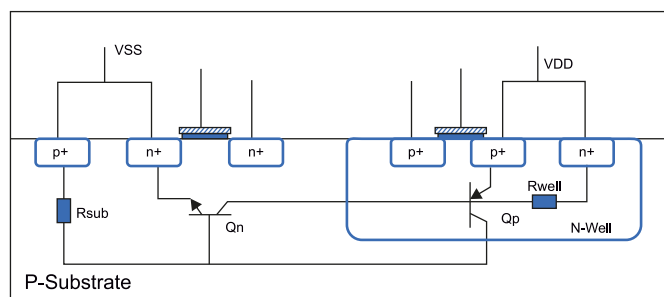 VSS
VDD
p+
n+
n+
p+
p+
n+
Rsub
Qn
Qp
Rwell
N-Well
P-Substrate